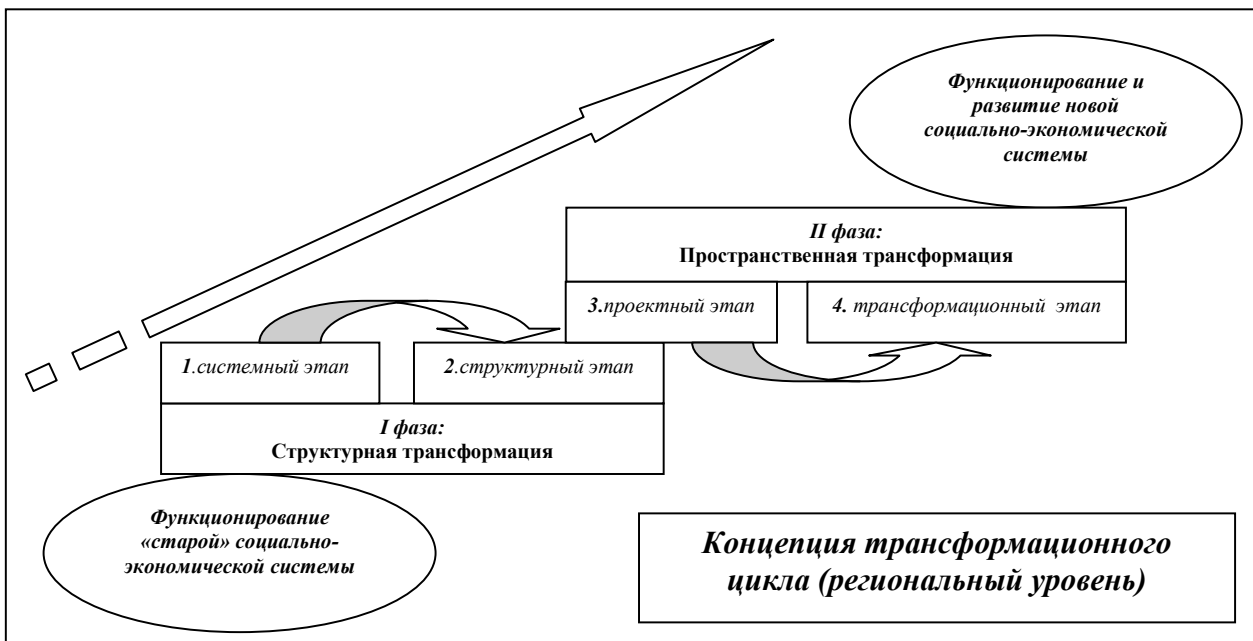 Функционирование и
развитие новой
социально-экономической
системы
II фаза:
Пространственная трансформация
3.проектный этап
4. трансформационный этап
1.системный этап
2.структурный этап
I фаза:
Структурная трансформация
Функционирование
«старой» социально-
экономической системы
Концепция трансформационного
цикла (региональный уровень)